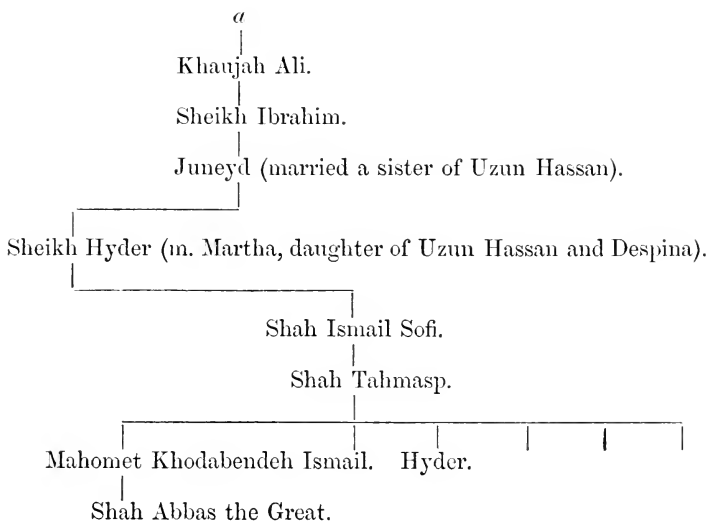 a
Khaujah Ali.
Sheikh Ibrahim.
Juneyd (married a sister of Uzun Hassan).
Sheikh Hyder (m. Martha, daughter of Uzun Hassan and Despina).
Shah Ismail Sofi.
Shah Tahmasp.
Mahomet Khodabendeh Ismail. Hyder.
Shah Abbas the Great.